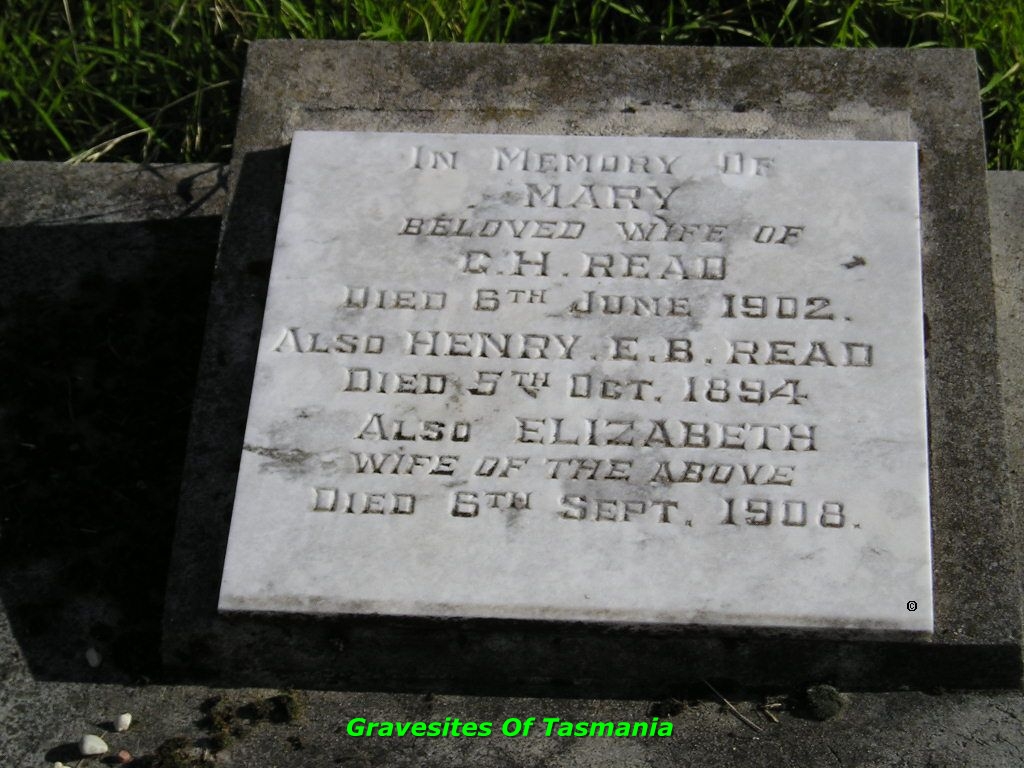 In Memory Of
MARY
BELOVED WIFE OF
G.H. READ
Died 6th June 1902.
Also HENRY. E.B. READ
Died 5th Oct. 1894
Also ELIZABETH
WIFE OF THE ABOVE
Died 6th Sept. 1908.
©
Gravesites Of Tasmania